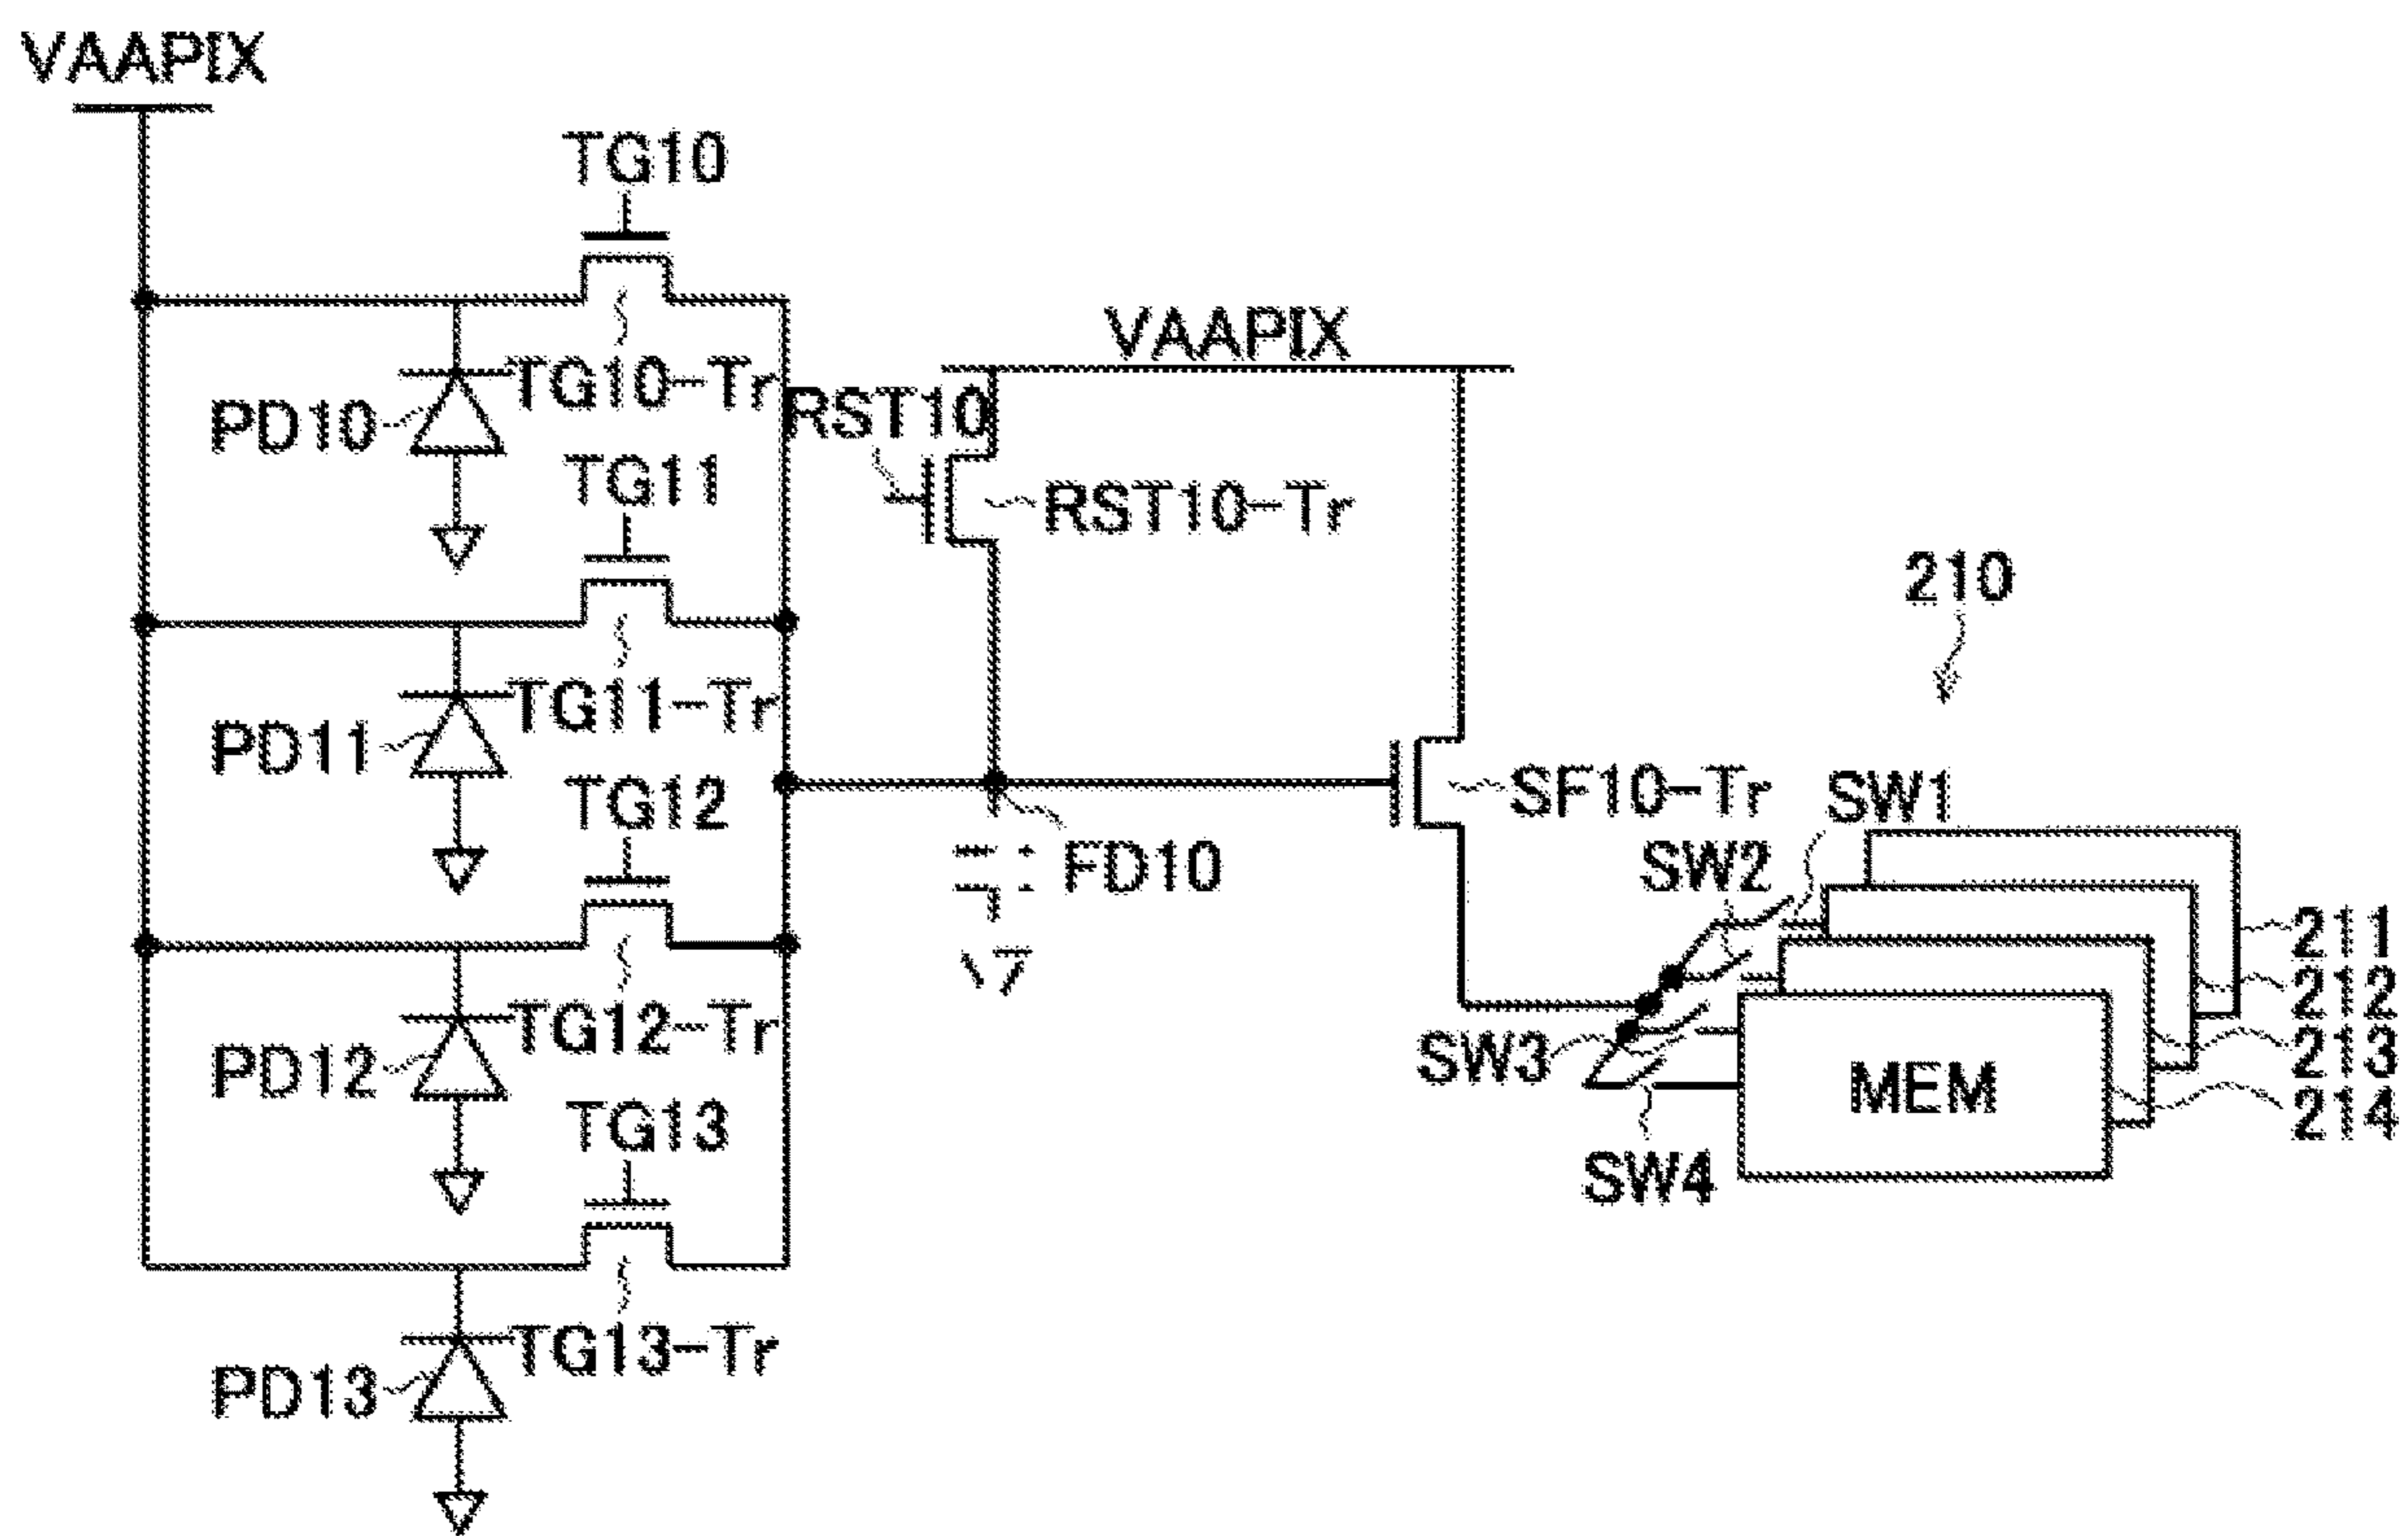 VAAPIX
TG10
VAAPIX
TG10-Tr
RST10
PD10
TG11
RST10-Tr
210
TG11-Tr
PD11
TG12
SF10-Tr
SW1
SW2
FD10
211
212
TG12-Tr
SW3
213
PD12
MEM
214
TG13
SW4
TG13-Tr
PD13